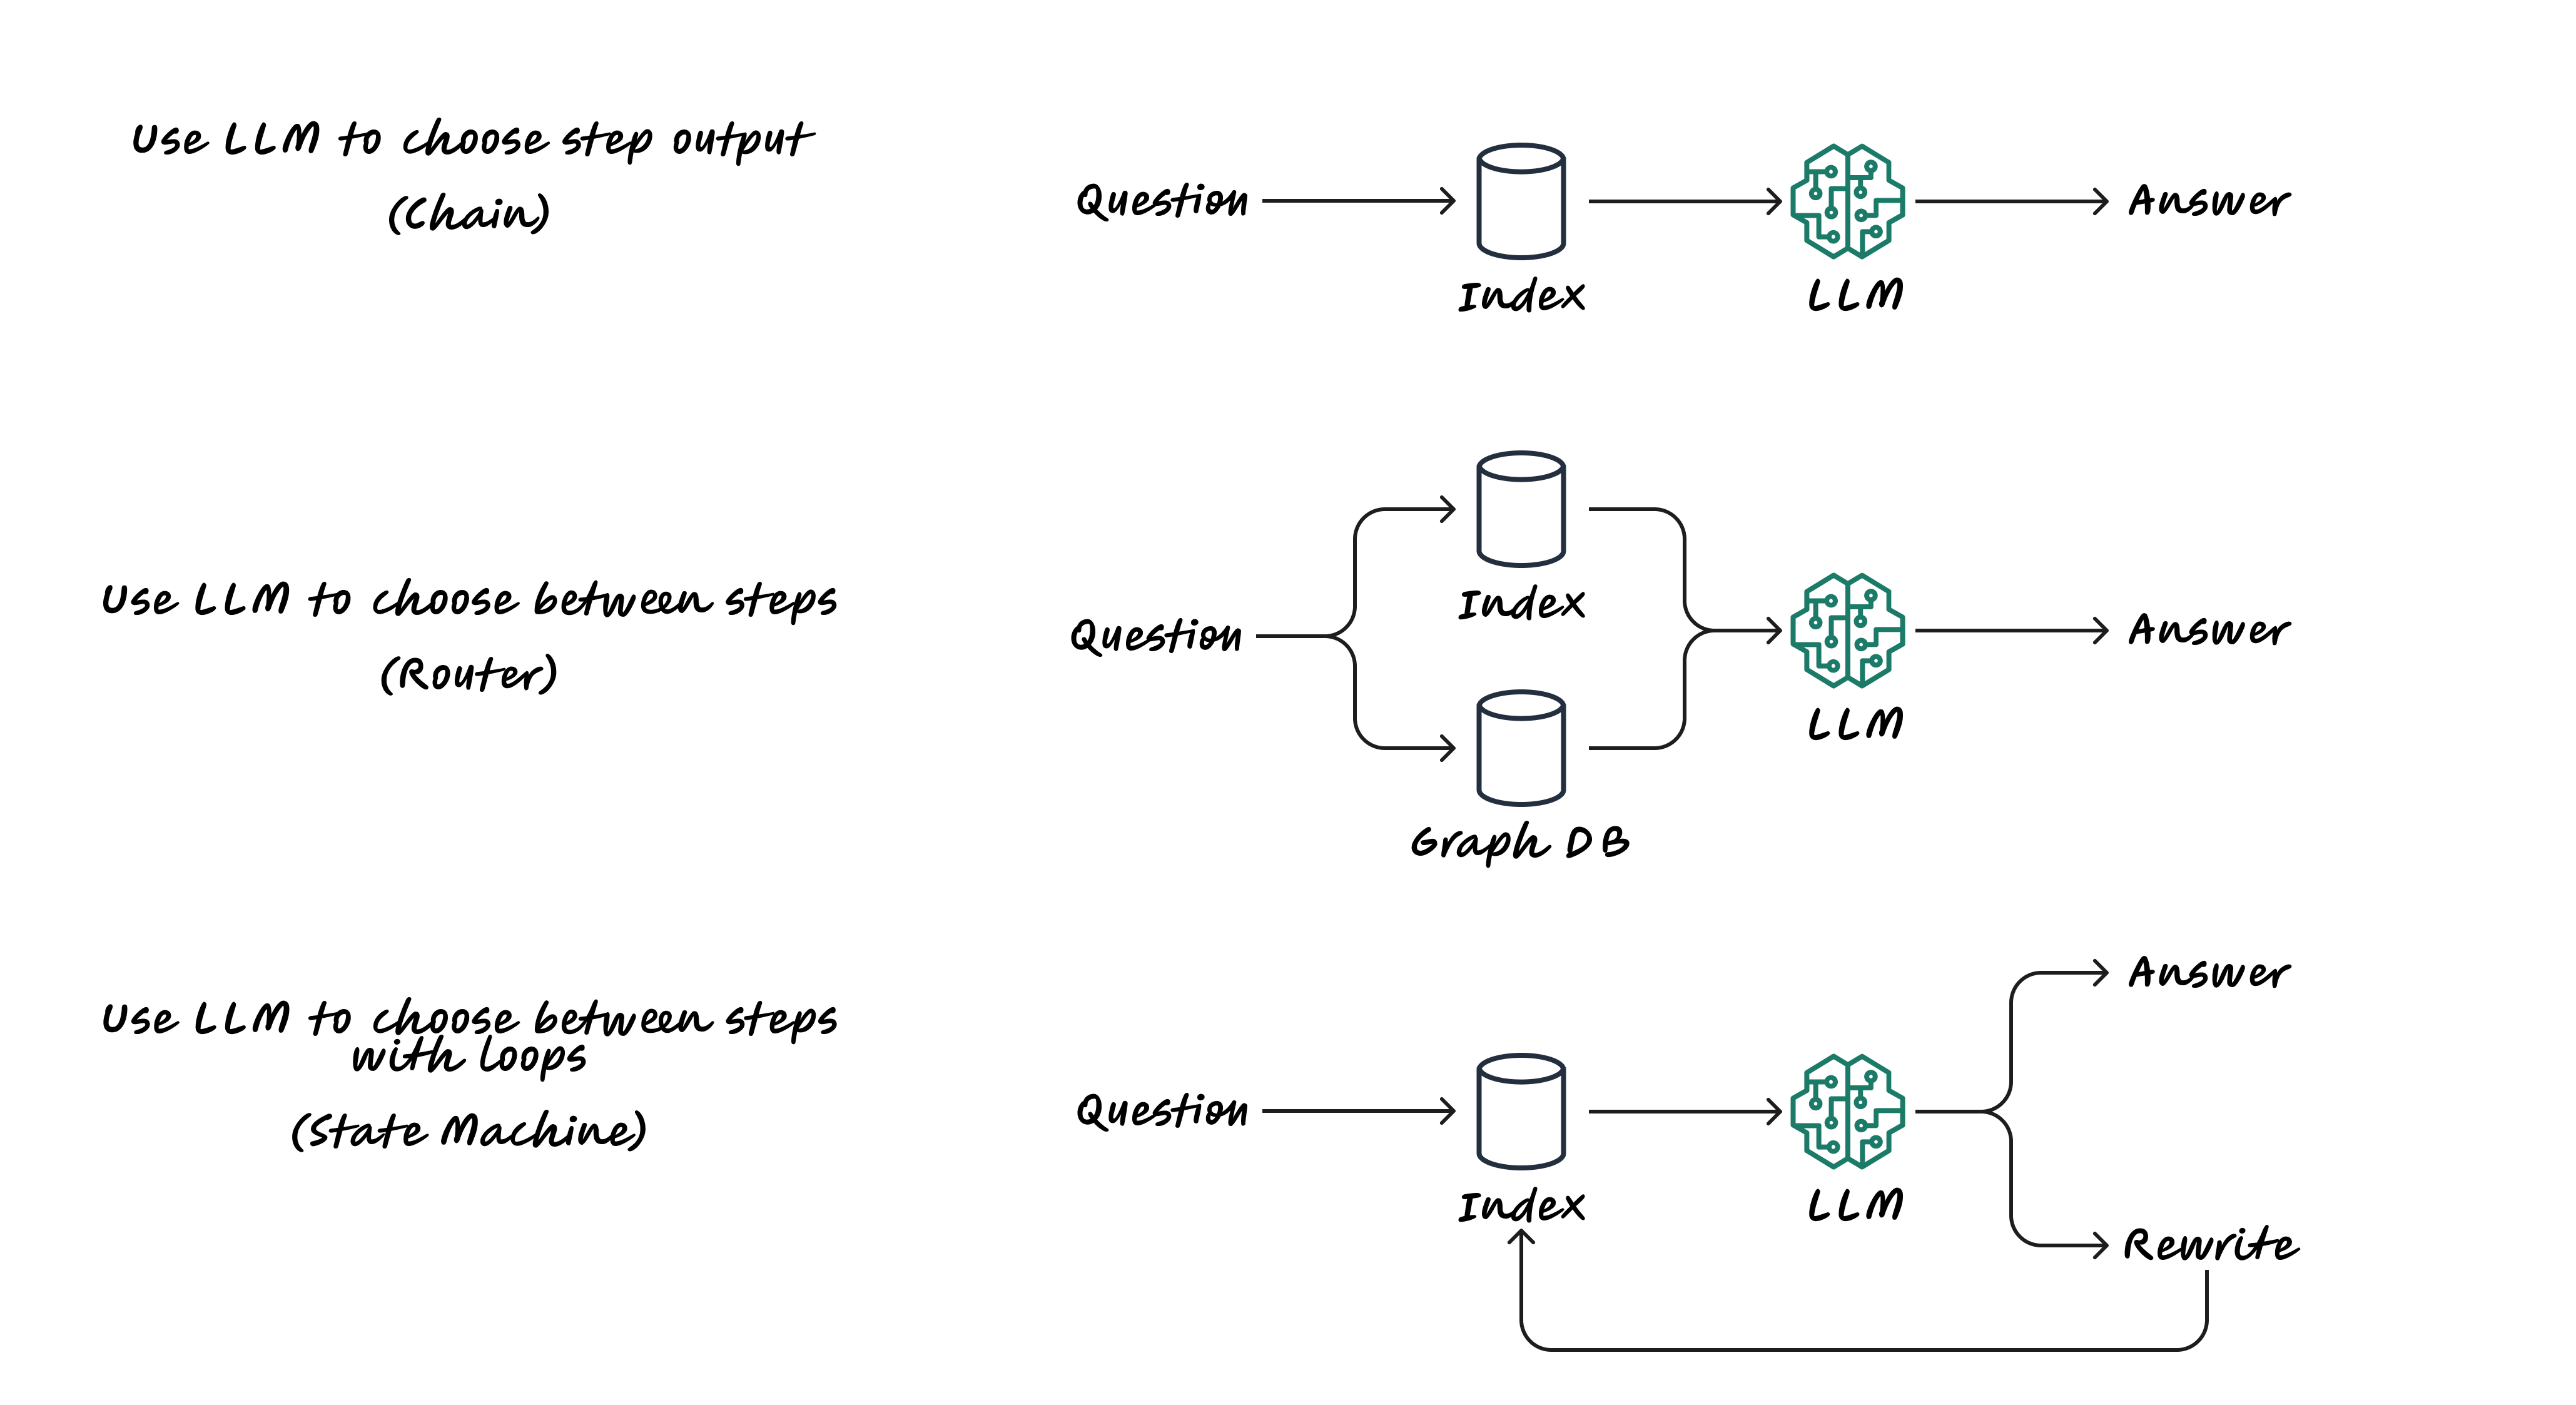 Use LLM to choose step output
(Chain)
Question
Index
LLM
Answer
Use LLM to choose between steps
(Router)
Question
Index
Graph DB
LLM
Answer
Use LLM to choose between steps
with loops
(State Machine)
Question
Index
LLM
Answer
Rewrite